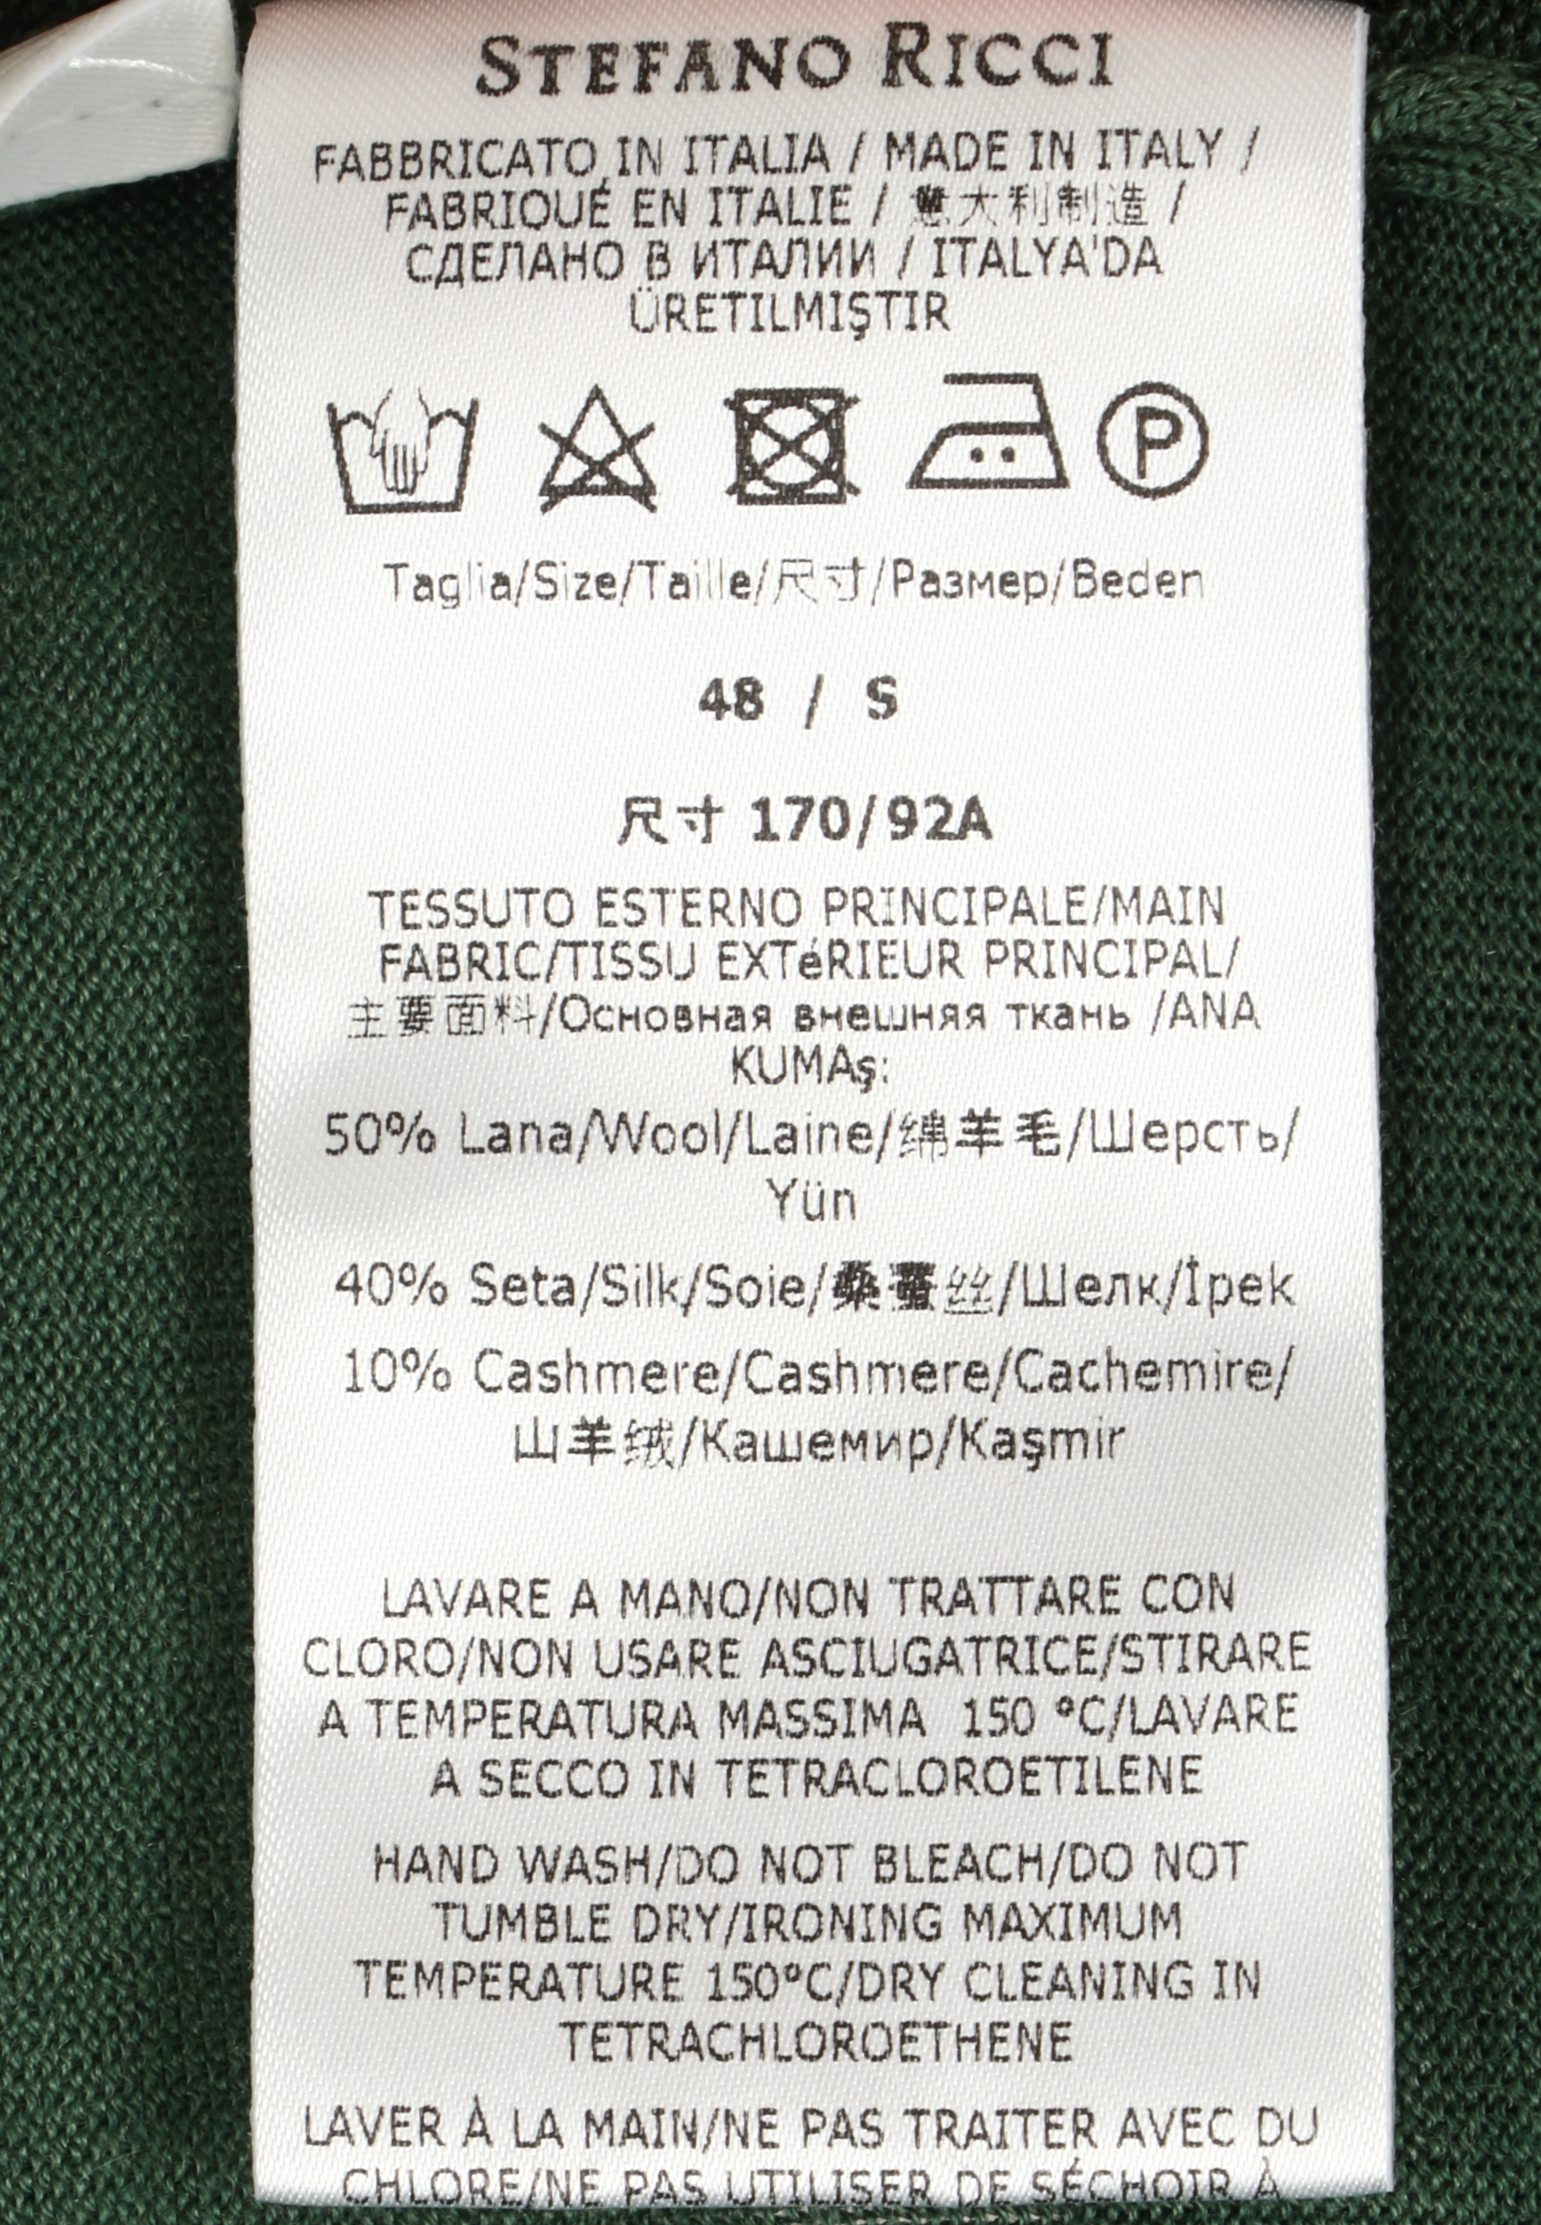 STEFANO RICCI
FABBRICATO IN ITALIA / MADE IN ITALY /
FABRIQUÉ EN ITALIE / 意大利制造 /
СДЕЛАНО В ИТАЛИИ / ITALYA'DA
ÜRETILMIŞTIR
P
Taglia/Size/Taille/尺寸/Размер/Beden
48 / S
尺寸 170/92A
TESSUTO ESTERNO PRINCIPALE/MAIN
FABRIC/TISSU EXTéRIEUR PRINCIPAL/
主要面料/Основная внешняя ткань /ANA
KUMAş:
50% Lana/Wool/Laine/绵羊毛/Шерсть/
Yün
40% Seta/Silk/Soie/桑蚕丝/Шелк/İpek
10% Cashmere/Cashmere/Cachemire/
山羊绒/Кашемир/Kaşmir
LAVARE A MANO/NON TRATTARE CON
CLORO/NON USARE ASCIUGATRICE/STIRARE
A TEMPERATURA MASSIMA 150 °C/LAVARE
A SECCO IN TETRACLOROETILENE
HAND WASH/DO NOT BLEACH/DO NOT
TUMBLE DRY/IRONING MAXIMUM
TEMPERATURE 150°C/DRY CLEANING IN
TETRACHLOROETHENE
LAVER À LA MAIN/NE PAS TRAITER AVEC DU
CHLORE/NE PAS UTILISER DE SÉCHOIR À